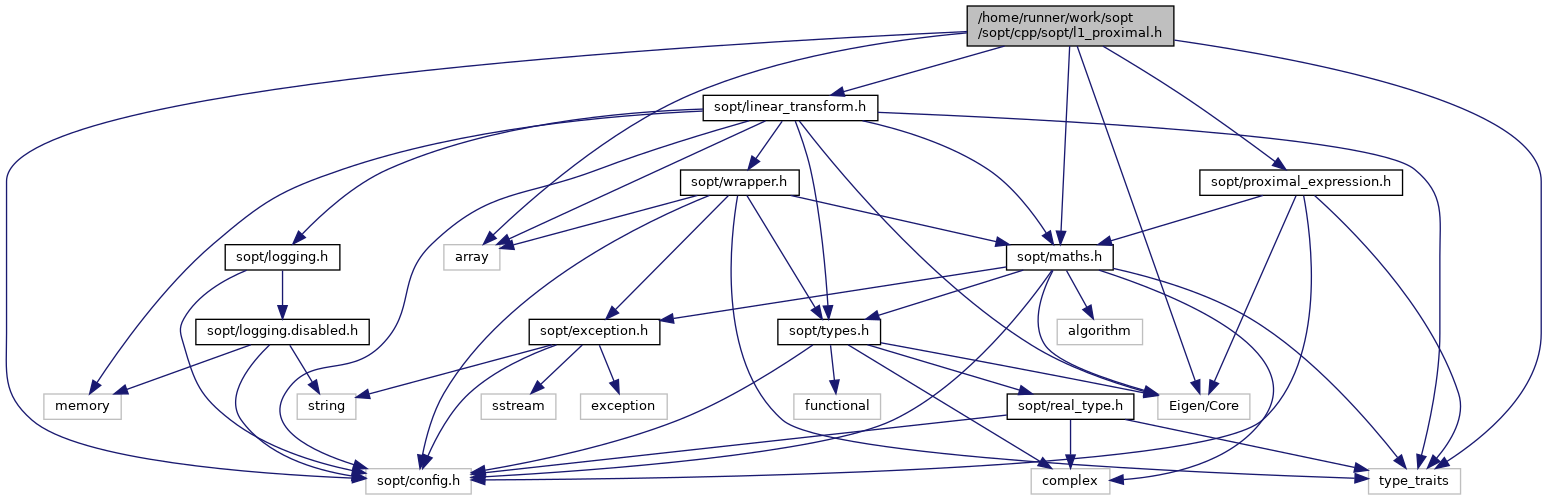 /home/runner/work/sopt
/sopt/cpp/sopt/l1_proximal.h
sopt/linear_transform.h
sopt/wrapper.h
sopt/proximal_expression.h
sopt/logging.h
array
sopt/maths.h
sopt/logging.disabled.h
sopt/exception.h
sopt/types.h
algorithm
memory
string
sstream
exception
functional
sopt/real_type.h
Eigen/Core
sopt/config.h
complex
type_traits